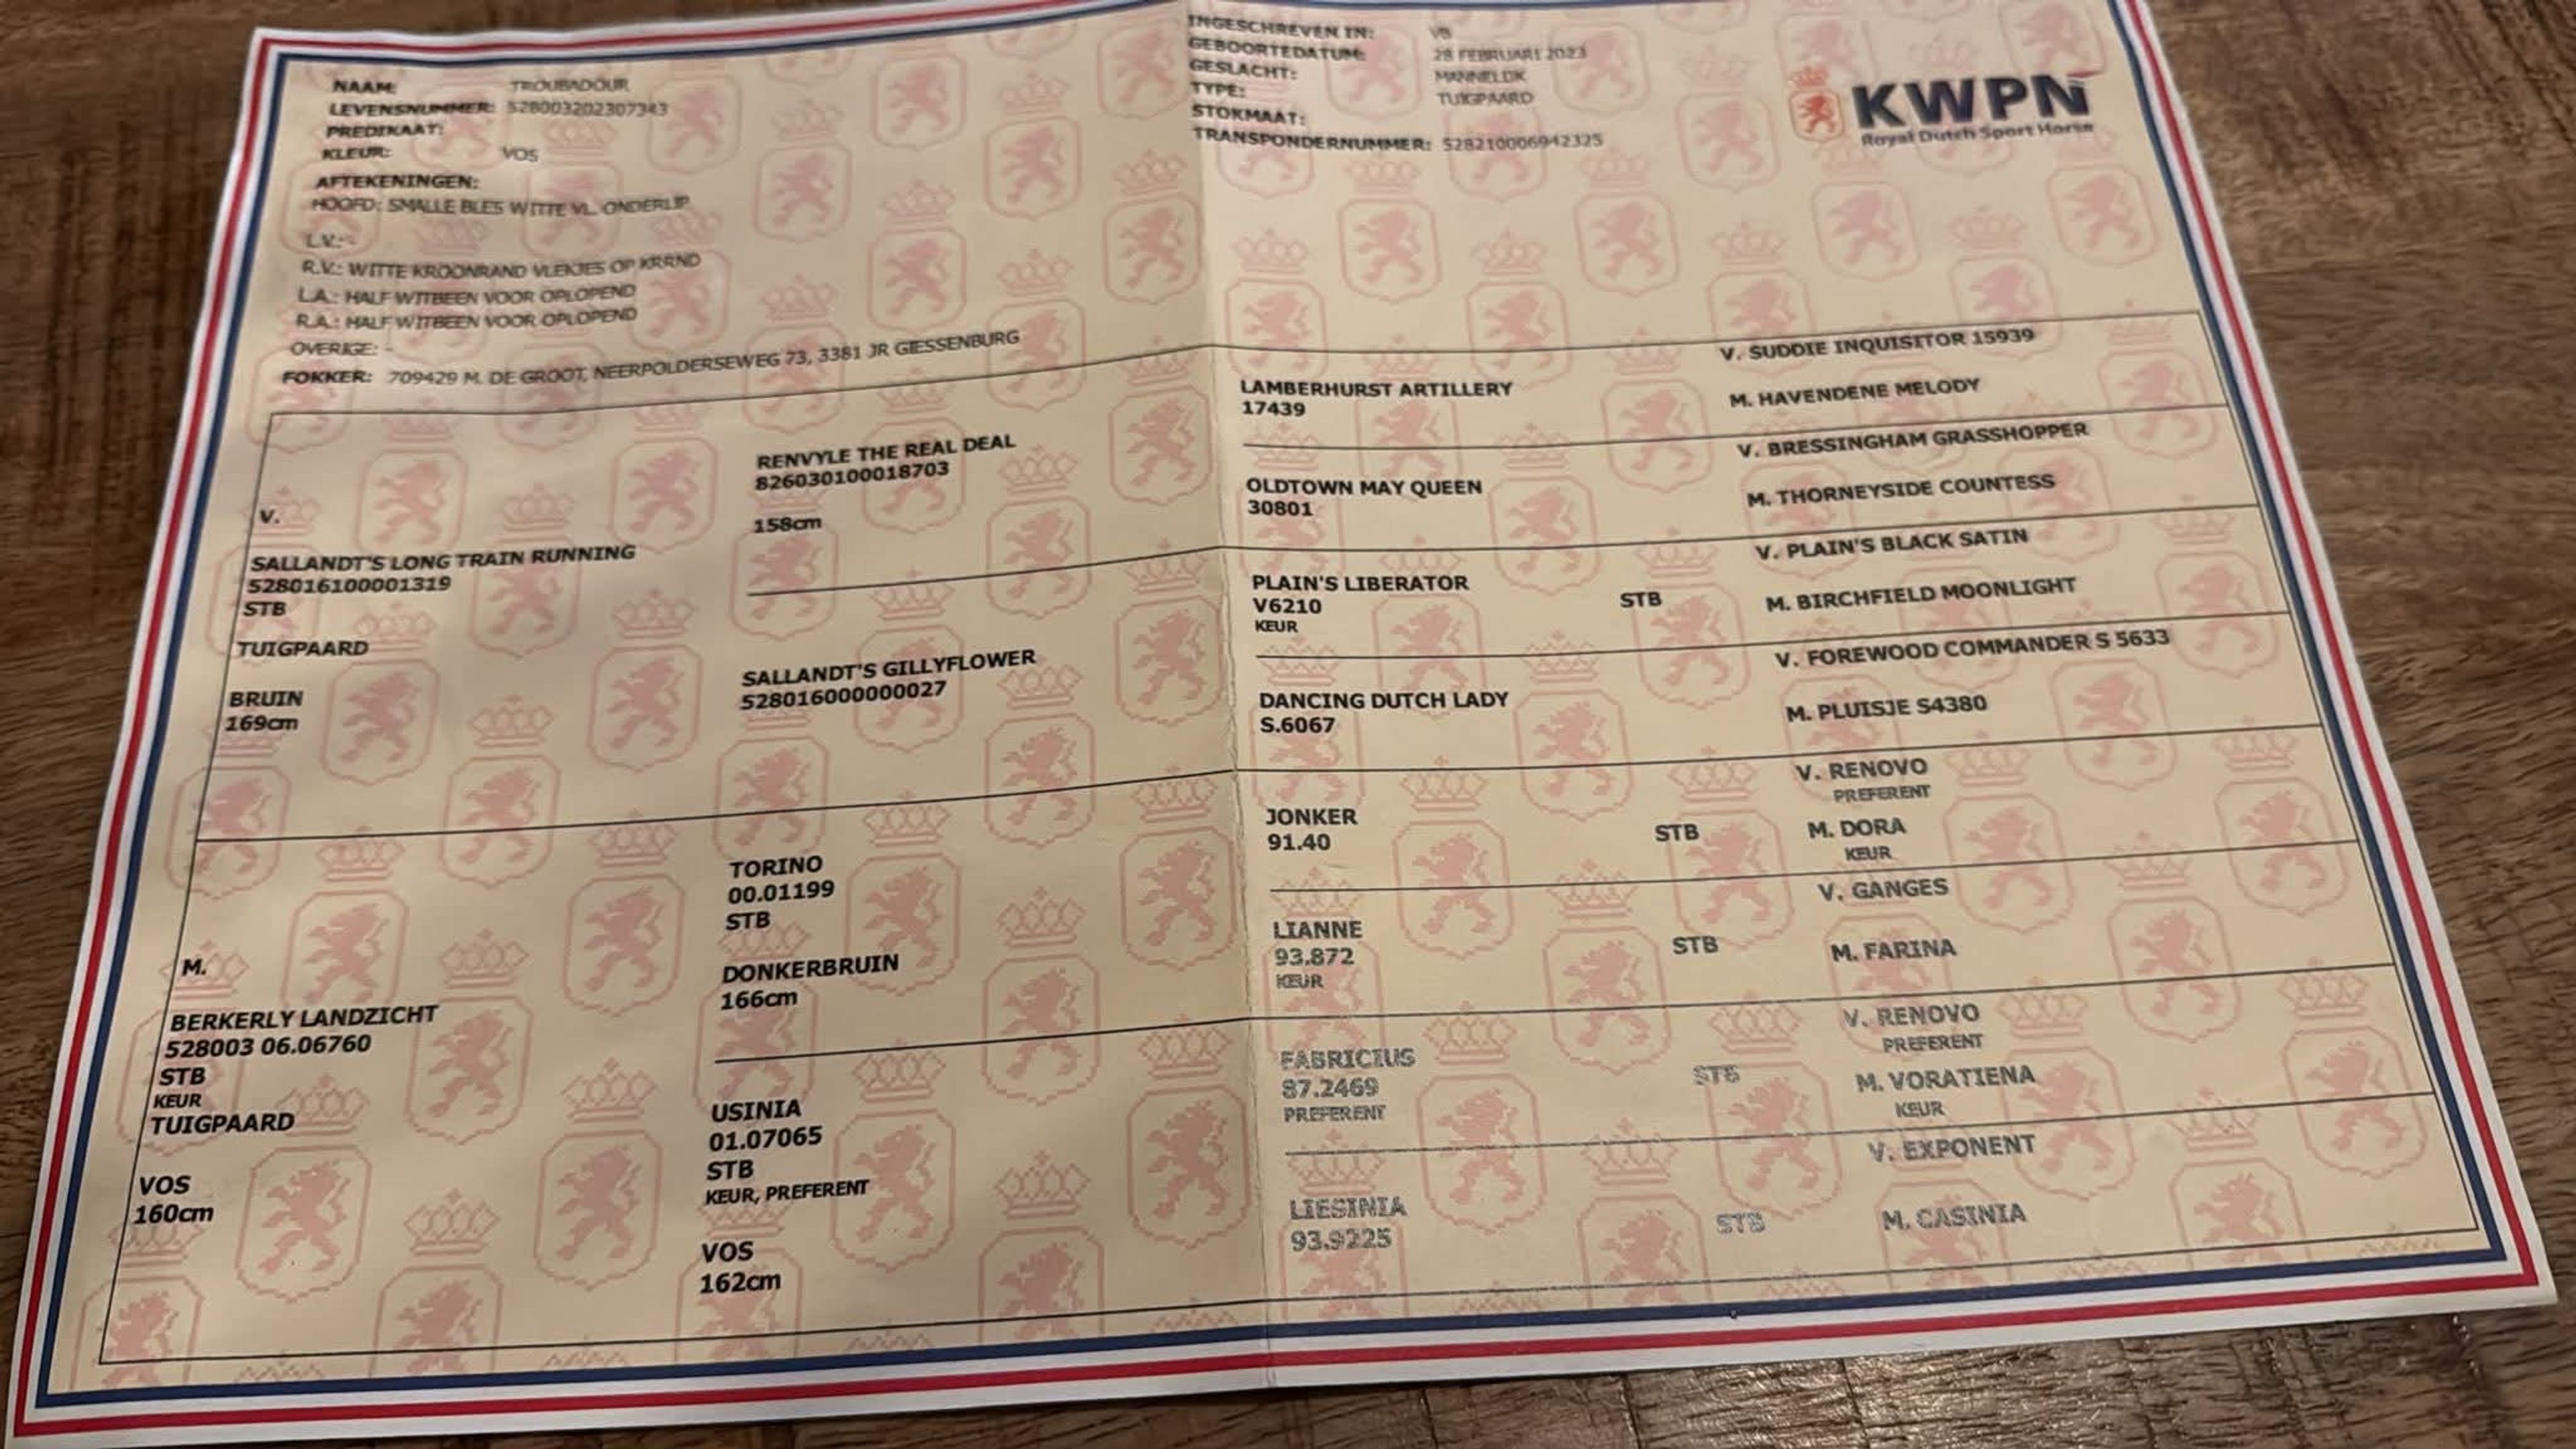 NAAM: TROUBADOUR
LEVENSNUMMER: 528003202307343
PREDIKAAT:
KLEUR: VOS
AFTEKENINGEN:
HOOFD: SMALLE BLES WITTE VL. ONDERLIP
L.V.: -
R.V.: WITTE KROONRAND VLEKJES OP KRRND
L.A.: HALF WITBEEN VOOR OPLOPEND
R.A.: HALF WITBEEN VOOR OPLOPEND
OVERIGE: -
FOKKER: 709429 M. DE GROOT, NEERPOLDERSEWEG 73, 3381 JR GIESSENBURG
INGESCHREVEN IN: VB
GEBOORTEDATUM: 28 FEBRUARI 2023
GESLACHT: MANNELIJK
TYPE: TUIGPAARD
STOKMAAT:
TRANSPONDERNUMMER: 528210006942325
KWPN
Royal Dutch Sport Horse
V.
SALLANDT'S LONG TRAIN RUNNING
528016100001319
STB
TUIGPAARD
BRUIN
169cm
RENVYLE THE REAL DEAL
826030100018703
158cm
SALLANDT'S GILLYFLOWER
528016000000027
LAMBERHURST ARTILLERY
17439
V. SUDDIE INQUISITOR 15939
M. HAVENDENE MELODY
OLDTOWN MAY QUEEN
30801
V. BRESSINGHAM GRASSHOPPER
M. THORNEYSIDE COUNTESS
PLAIN'S LIBERATOR
V6210 STB
KEUR
V. PLAIN'S BLACK SATIN
M. BIRCHFIELD MOONLIGHT
DANCING DUTCH LADY
S.6067
V. FOREWOOD COMMANDER S 5633
M. PLUISJE S4380
M.
BERKERLY LANDZICHT
528003 06.06760
STB
KEUR
TUIGPAARD
VOS
160cm
TORINO
00.01199
STB
DONKERBRUIN
166cm
USINIA
01.07065
STB
KEUR, PREFERENT
VOS
162cm
JONKER
91.40 STB
V. RENOVO
PREFERENT
M. DORA
KEUR
LIANNE
93.872 STB
KEUR
V. GANGES
M. FARINA
FABRICIUS
87.2469 STB
PREFERENT
V. RENOVO
PREFERENT
M. VORATIENA
KEUR
LIESINIA
93.9225 STB
V. EXPONENT
M. CASINIA